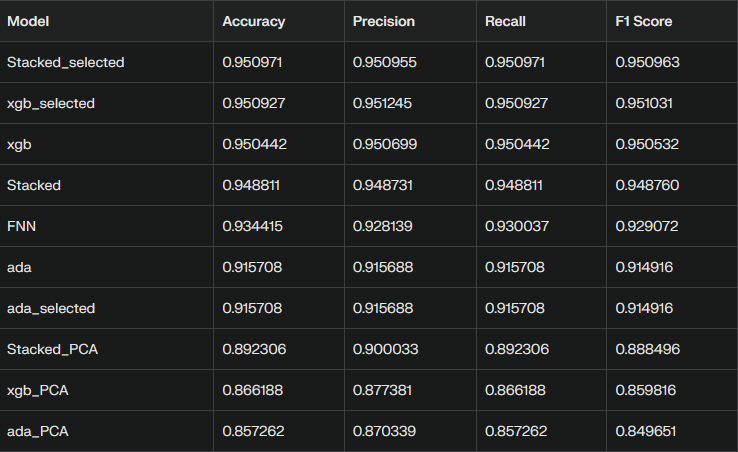 Model Accuracy Precision Recall F1 Score
Stacked_selected 0.950971 0.950955 0.950971 0.950963
xgb_selected 0.950927 0.951245 0.950927 0.951031
xgb 0.950442 0.950699 0.950442 0.950532
Stacked 0.948811 0.948731 0.948811 0.948760
FNN 0.934415 0.928139 0.930037 0.929072
ada 0.915708 0.915688 0.915708 0.914916
ada_selected 0.915708 0.915688 0.915708 0.914916
Stacked_PCA 0.892306 0.900033 0.892306 0.888496
xgb_PCA 0.866188 0.877381 0.866188 0.859816
ada_PCA 0.857262 0.870339 0.857262 0.849651